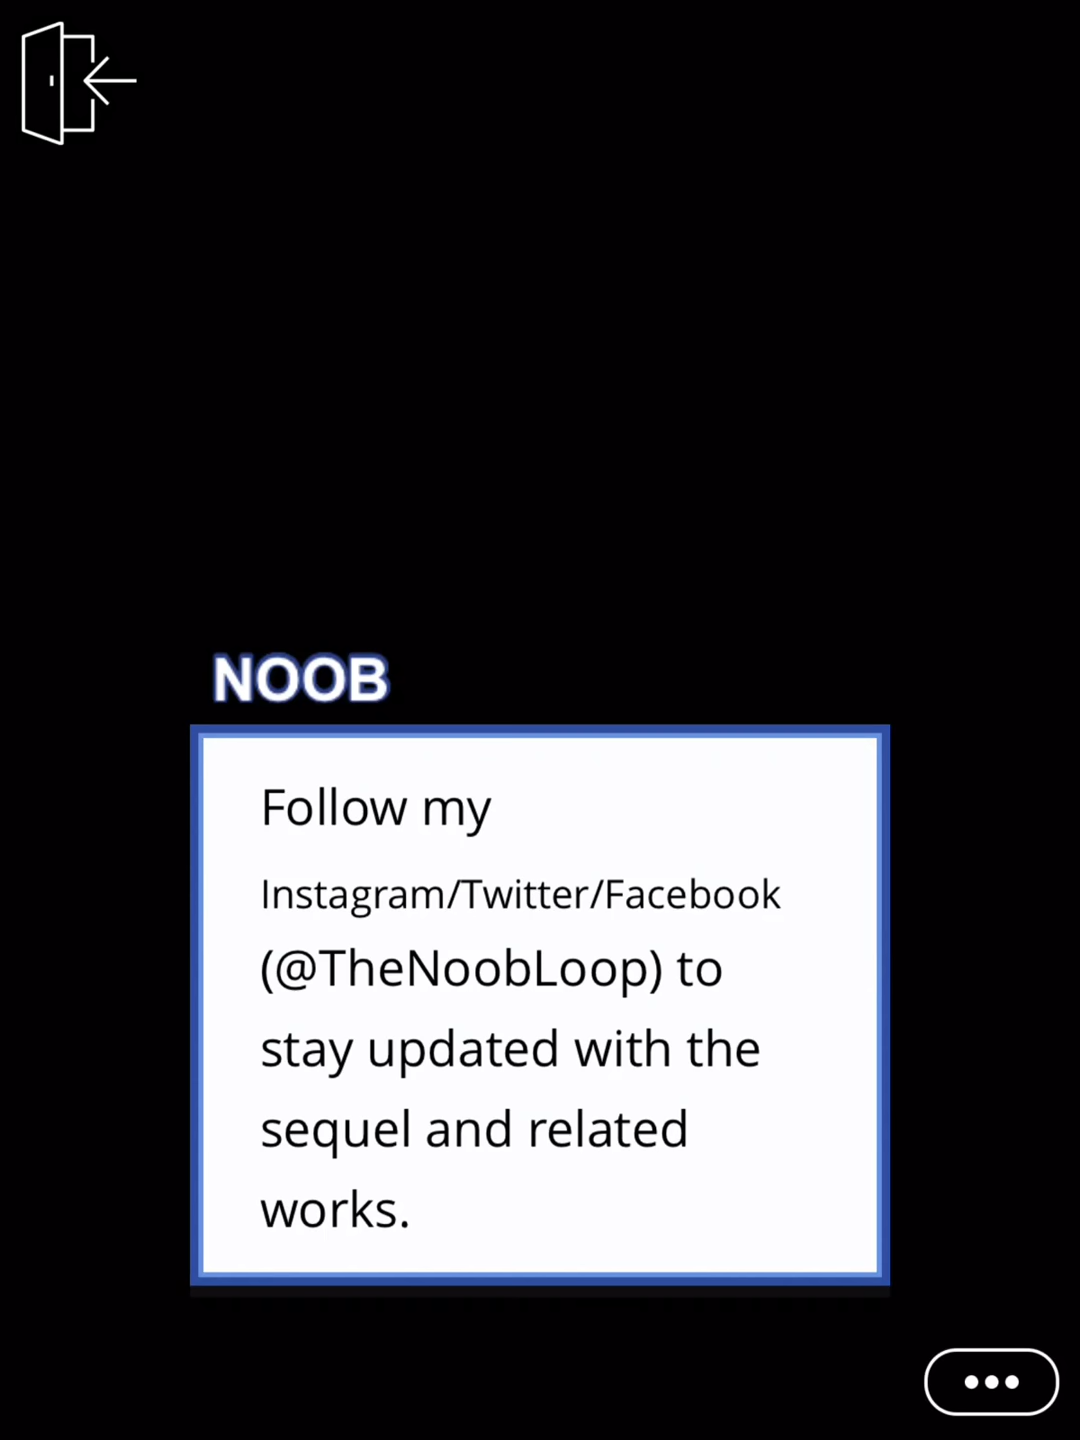 NOOB
Follow my
Instagram/Twitter/Facebook
(@TheNoobLoop) to
stay updated with the
sequel and related
works.